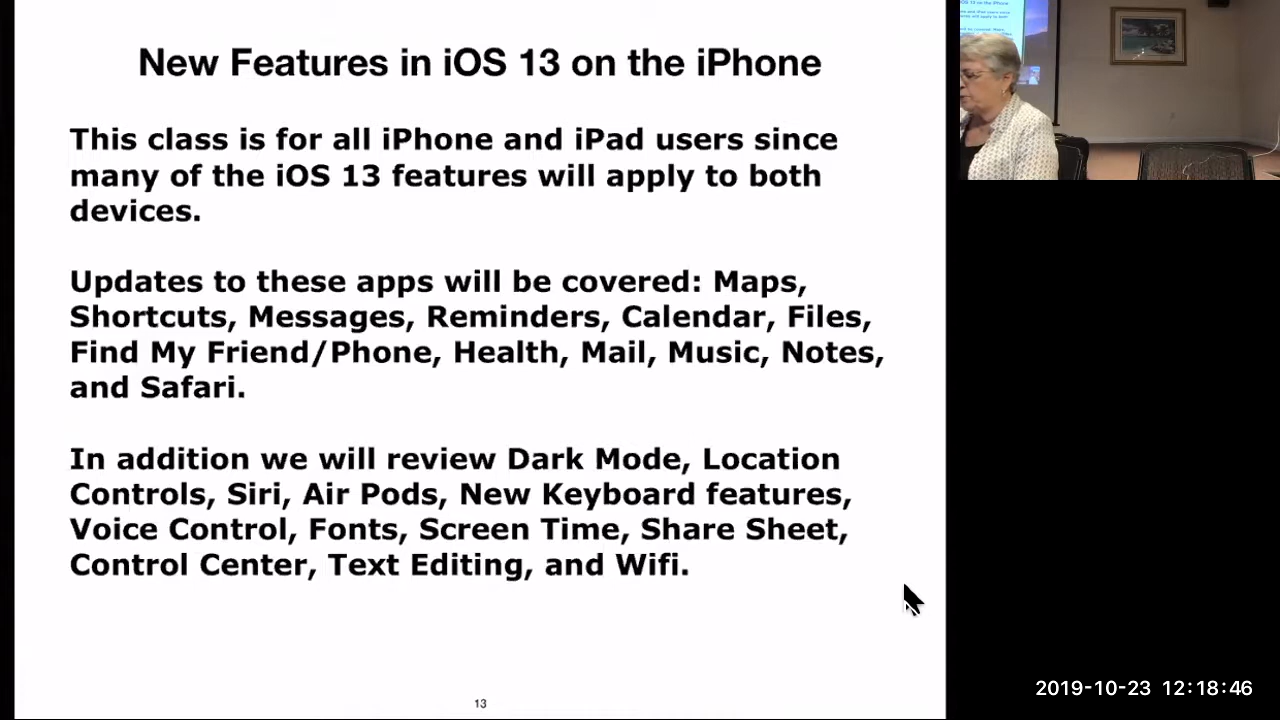 New Features in iOS 13 on the iPhone
This class is for all iPhone and iPad users since
many of the iOS 13 features will apply to both
devices.
Updates to these apps will be covered: Maps,
Shortcuts, Messages, Reminders, Calendar, Files,
Find My Friend/Phone, Health, Mail, Music, Notes,
and Safari.
In addition we will review Dark Mode, Location
Controls, Siri, Air Pods, New Keyboard features,
Voice Control, Fonts, Screen Time, Share Sheet,
Control Center, Text Editing, and Wifi.
13
2019-10-23 12:18:46